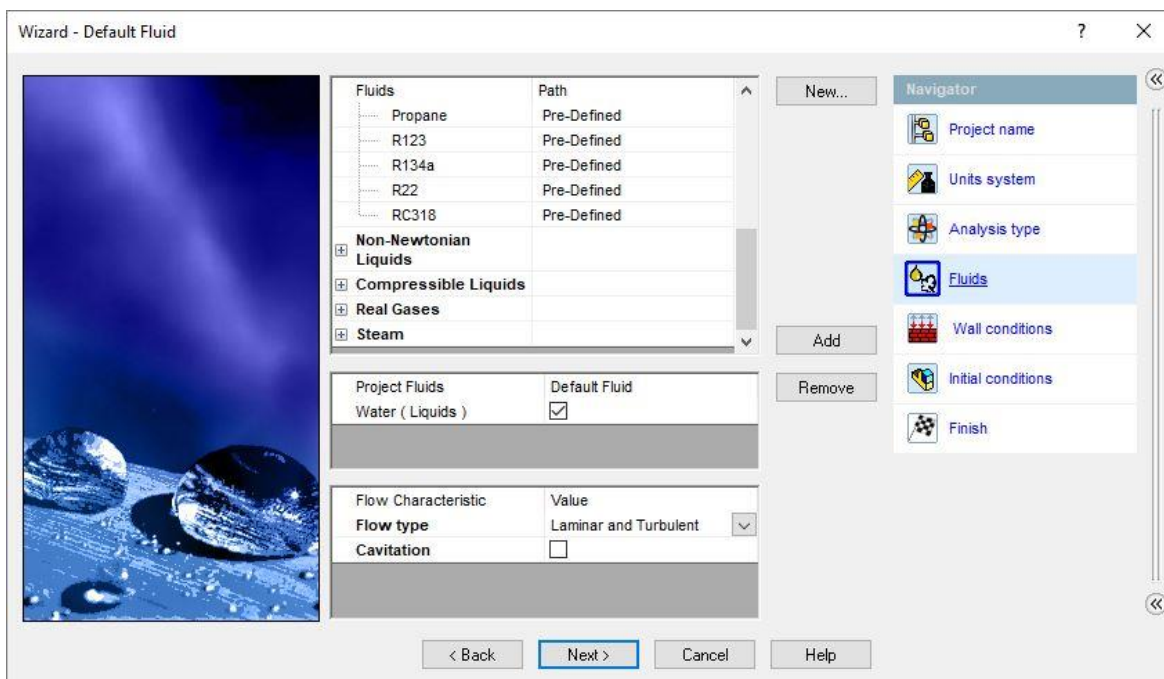 Wizard - Default Fluid
?
Fluids Path
Propane Pre-Defined
R123 Pre-Defined
R134a Pre-Defined
R22 Pre-Defined
RC318 Pre-Defined
Non-Newtonian
Liquids
Compressible Liquids
Real Gases
Steam
New...
Add
Remove
Project Fluids Default Fluid
Water ( Liquids )
Flow Characteristic Value
Flow type Laminar and Turbulent
Cavitation
Navigator
Project name
Units system
Analysis type
Fluids
Wall conditions
Initial conditions
Finish
< Back Next > Cancel Help